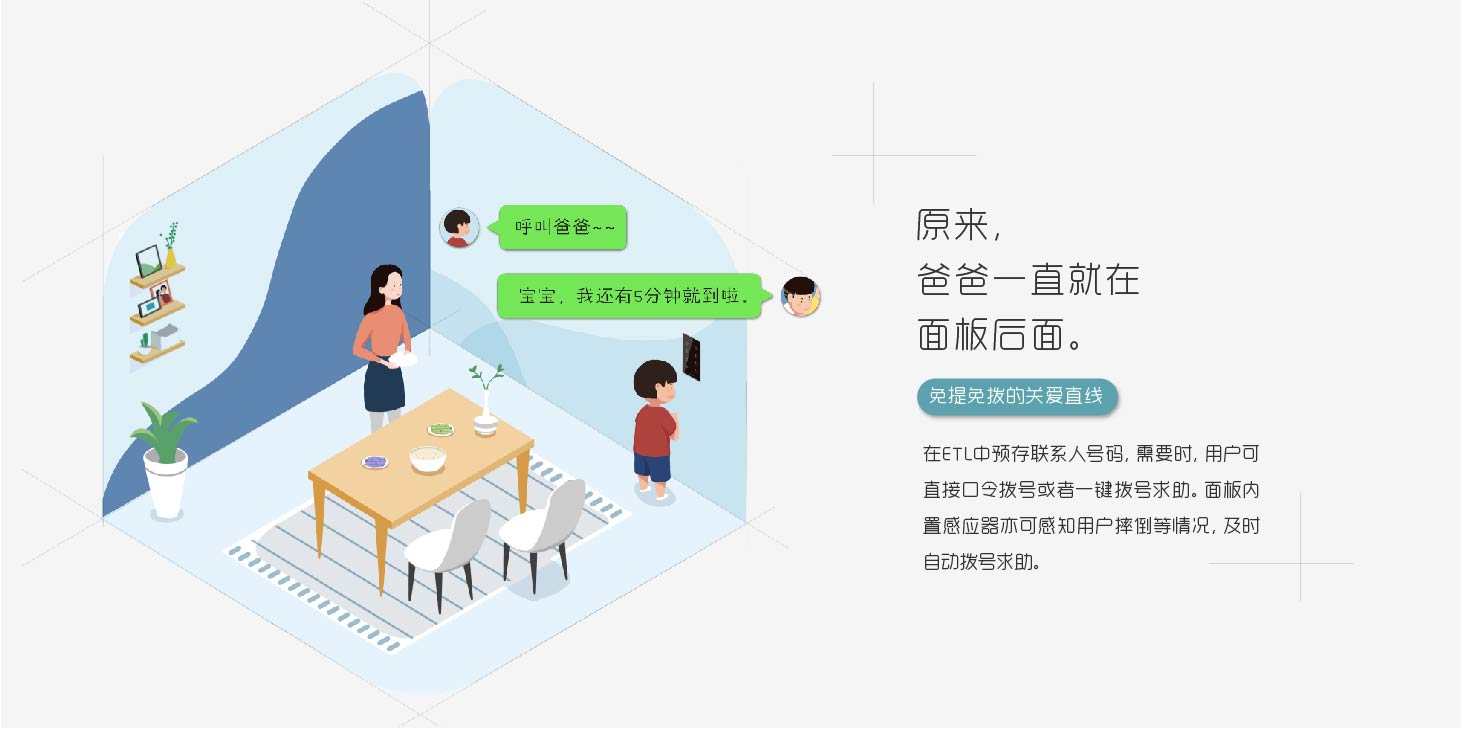 呼叫爸爸~~
宝宝，我还有5分钟就到啦。
原来，
爸爸一直就在
面板后面。
免提免拨的关爱直线
在ETL中预存联系人号码，需要时，用户可
直接口令拨号或者一键拨号求助。面板内
置感应器亦可感知用户摔倒等情况，及时
自动拨号求助。